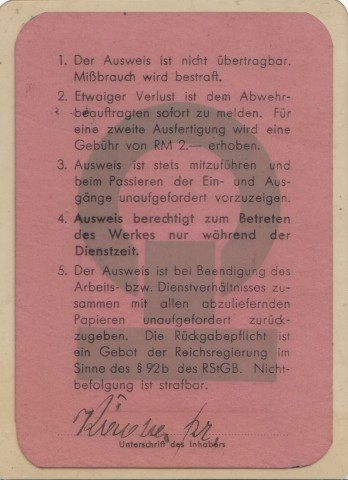 1. Der Ausweis ist nicht übertragbar.
Mißbrauch wird bestraft.
2. Etwaiger Verlust ist dem Abwehr-
beauftragten sofort zu melden. Für
eine zweite Ausfertigung wird eine
Gebühr von RM 2.— erhoben.
3. Ausweis ist stets mitzuführen und
beim Passieren der Ein- und Aus-
gänge unaufgefordert vorzuzeigen.
4. Ausweis berechtigt zum Betreten
des Werkes nur während der
Dienstzeit.
5. Der Ausweis ist bei Beendigung des
Arbeits- bzw. Dienstverhältnisses zu-
sammen mit allen abzuliefernden
Papieren unaufgefordert zurück-
zugeben. Die Rückgabepflicht ist
ein Gebot der Reichsregierung im
Sinne des § 92b des RStGB. Nicht-
befolgung ist strafbar.
Unterschrift des Inhabers